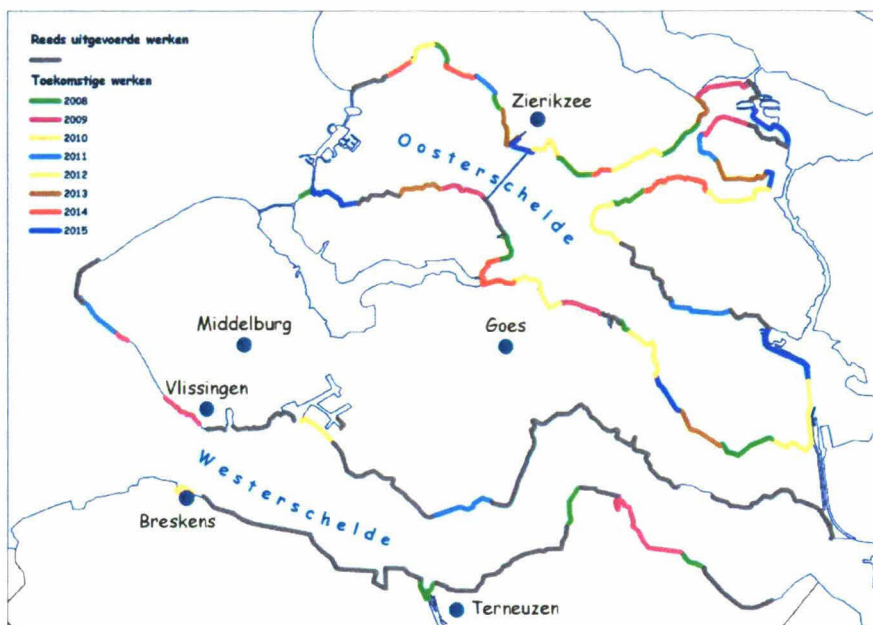 Reeds uitgevoerde werken
Toekomstige werken
2008
2009
2010
2011
2012
2013
2014
2015
Zierikzee
Oosterschelde
Middelburg
Goes
Vlissingen
Westerschelde
Breskens
Terneuzen